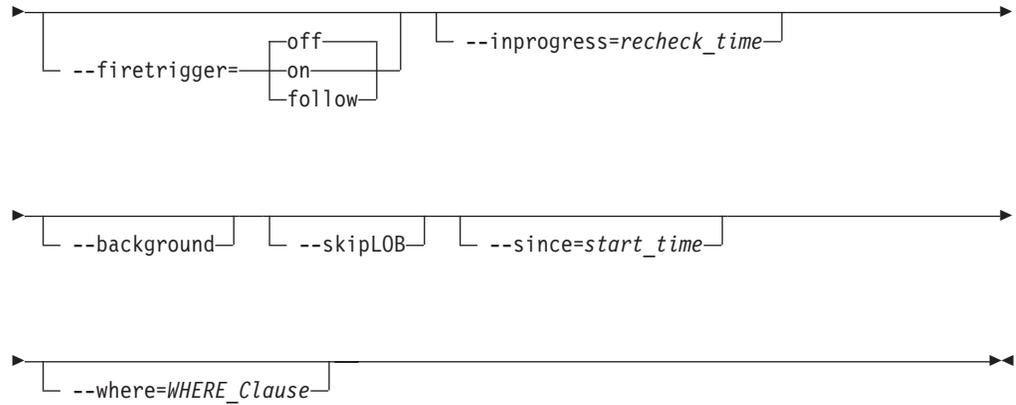 off
--inprogress=recheck_time
--firetrigger=
on
follow
--background
--skipLOB
--since=start_time
--where=WHERE_Clause